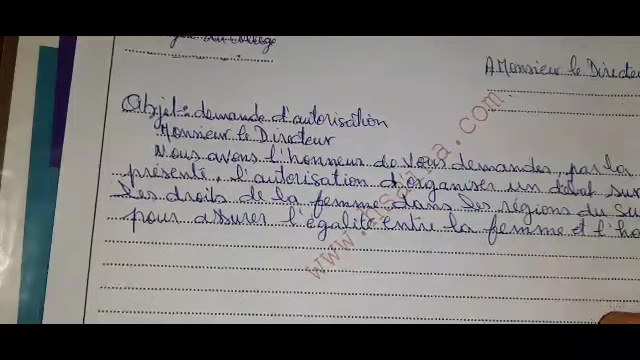 du collège
A Monsieur le Directeu
Objet : demande d'autorisation
Monsieur le Directeur
Nous avons l'honneur de vous demander, par la
présente, l'autorisation d'organiser un débat sur
les droits de la femme dans les régions du Su
pour assurer l'égalité entre la femme et l'ho